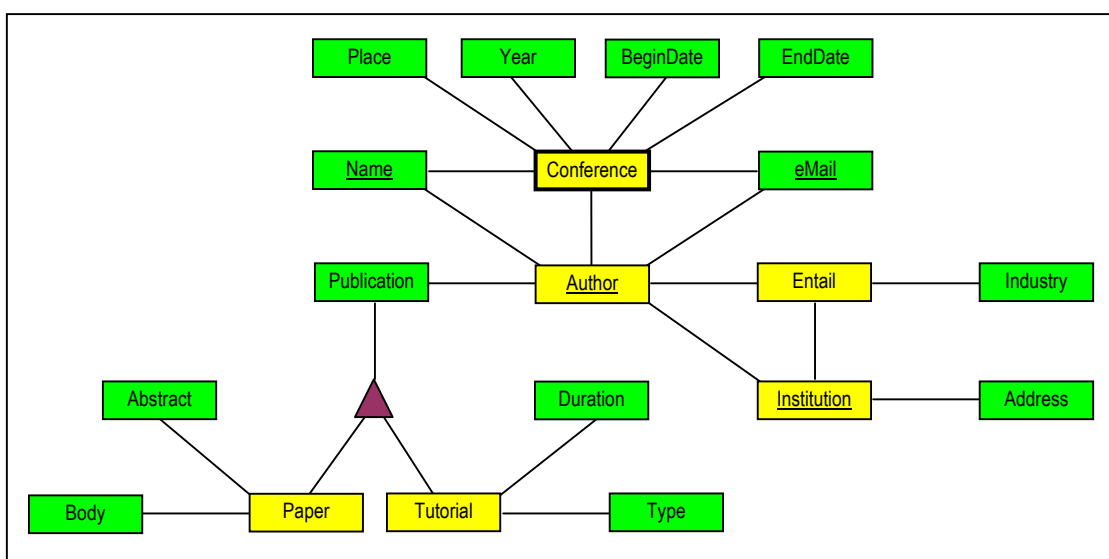 Place
Year
BeginDate
EndDate
Name
Conference
eMail
Publication
Author
Entail
Industry
Abstract
Duration
Institution
Address
Body
Paper
Tutorial
Type